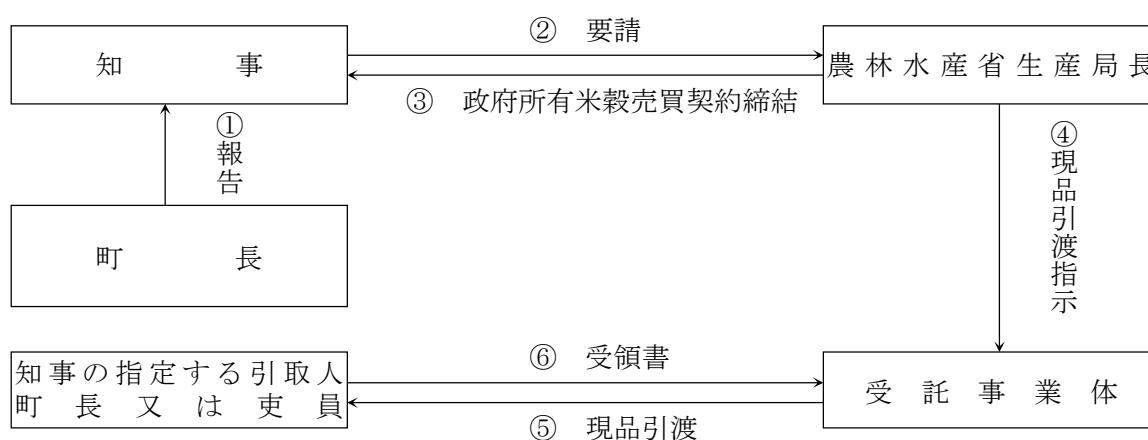 ② 要請
知事
農林水産省生産局長
③ 政府所有米穀売買契約締結
①報告
④現品引渡指示
町長
知事の指定する引取人
町長又は吏員
⑥ 受領書
受託事業体
⑤ 現品引渡